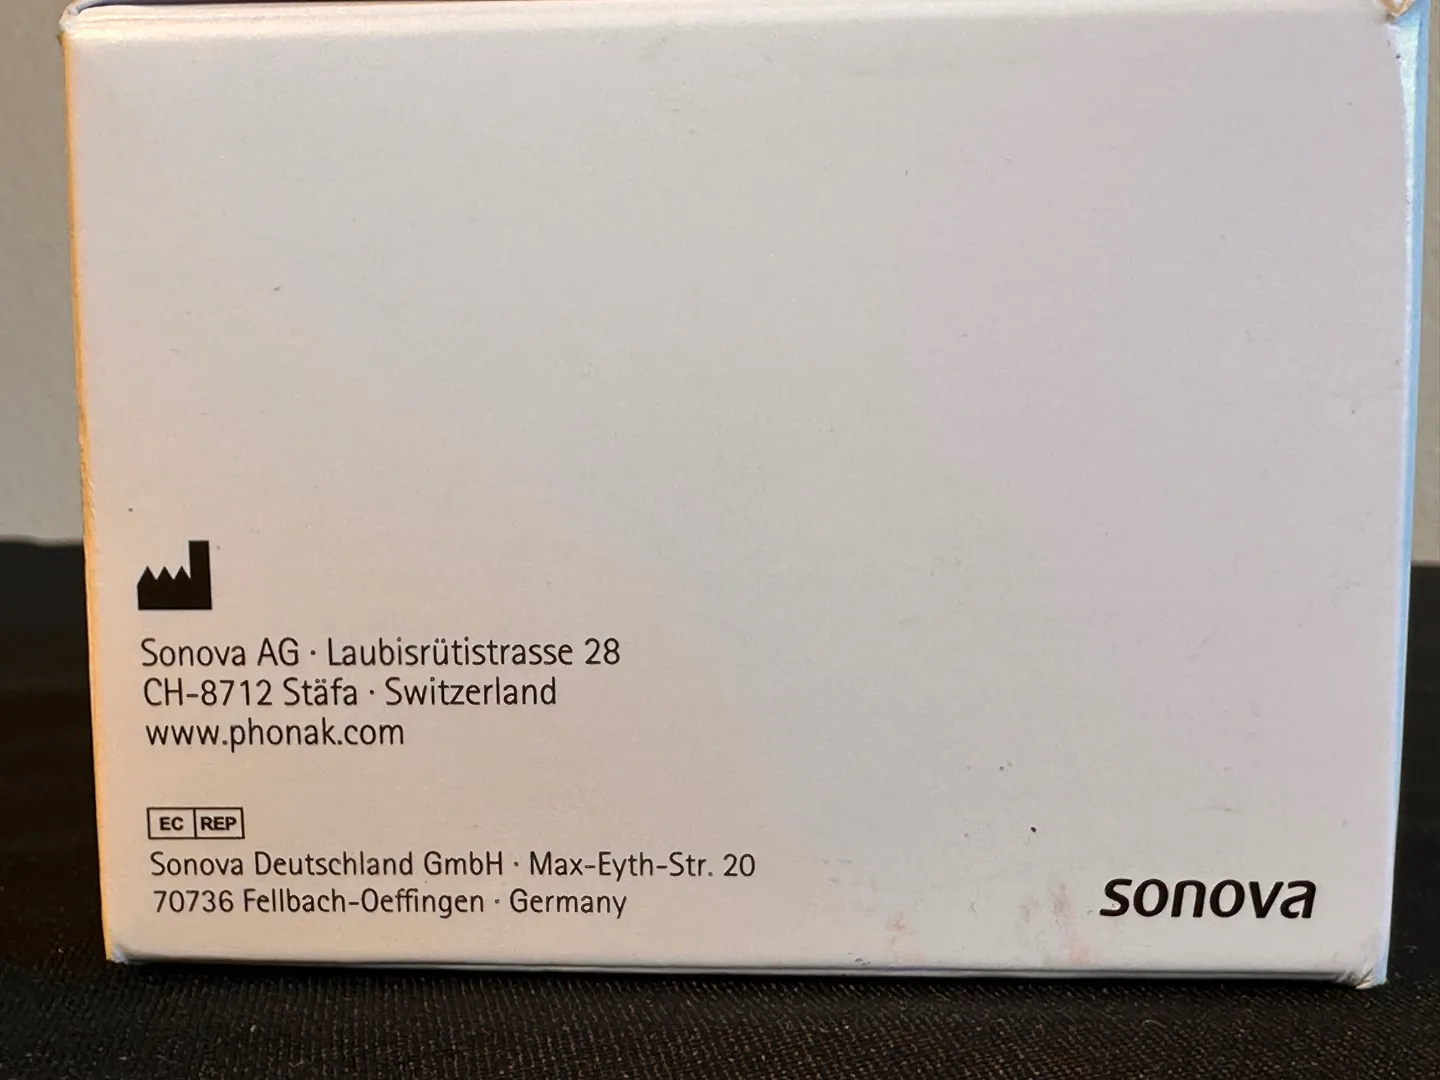 Sonova AG · Laubisrütistrasse 28
CH-8712 Stäfa · Switzerland
www.phonak.com
EC REP
Sonova Deutschland GmbH · Max-Eyth-Str. 20
70736 Fellbach-Oeffingen · Germany
sonova